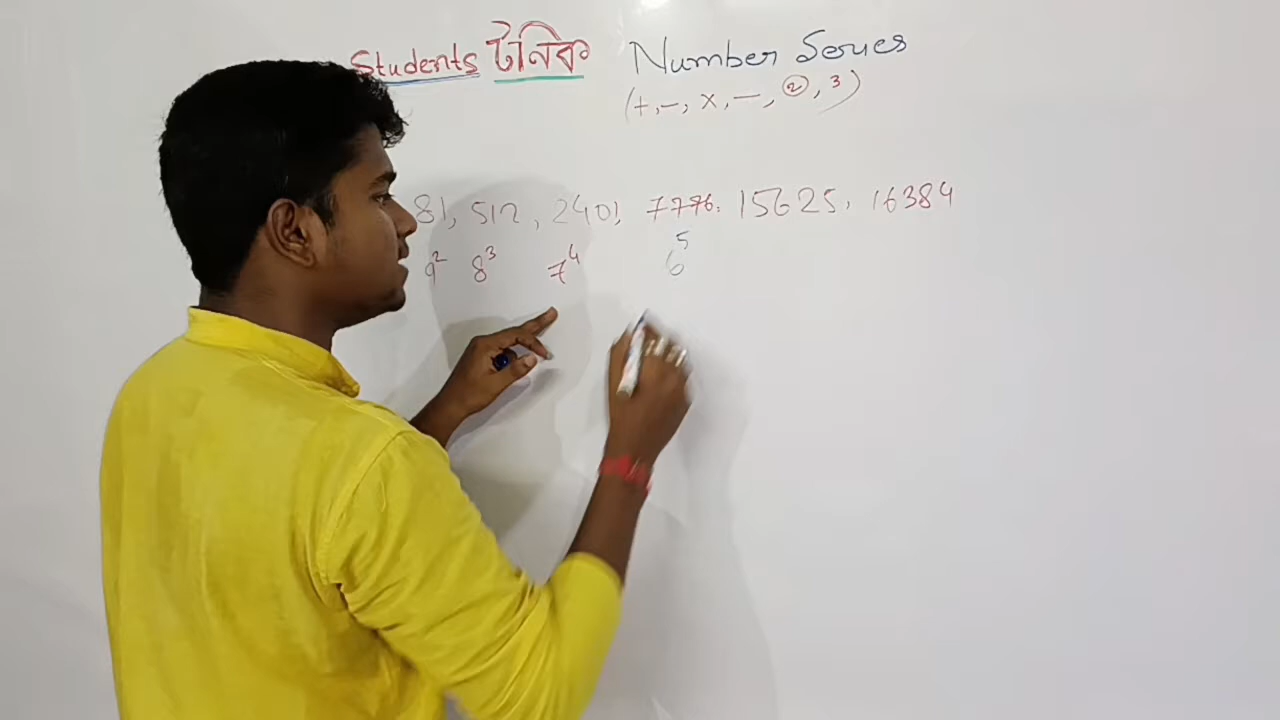 Students টনিক Number Series
(+, -, x, -, ②, ³)
81, 512, 2401, 7776, 15625, 16384
9² 8³ 7⁴ 6⁵